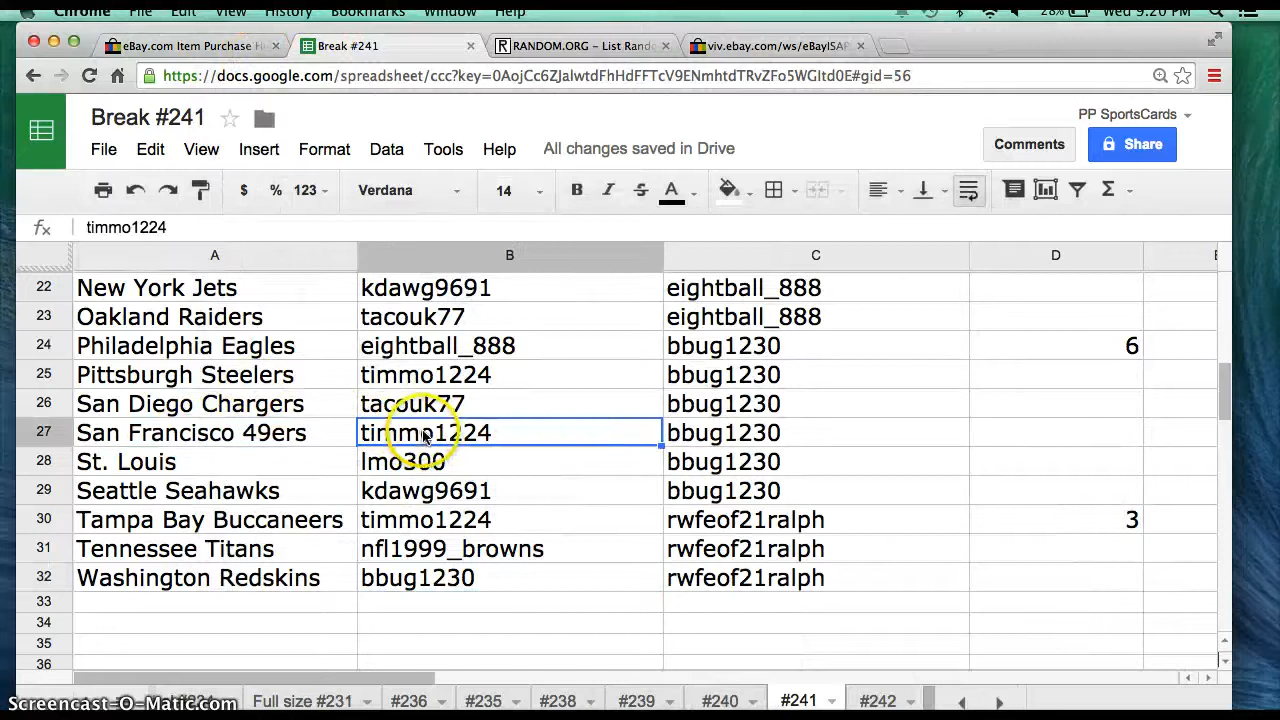 Chrome File Edit View History Bookmarks Window Help 28% Wed 9:20 PM
eBay.com Item Purchase Break #241 RANDOM.ORG - List Rando viv.ebay.com/ws/eBayISAP
https://docs.google.com/spreadsheet/ccc?key=0AojCc6ZJalwtdFhHdFFTcV9ENmhtdTRvZFo5WGltd0E#gid=56
Break #241 PP SportsCards
File Edit View Insert Format Data Tools Help All changes saved in Drive Comments Share
$ % 123 Verdana 14 B I S A Σ
fx timmo1224
A B C D E
22 New York Jets kdawg9691 eightball_888
23 Oakland Raiders tacouk77 eightball_888
24 Philadelphia Eagles eightball_888 bbug1230 6
25 Pittsburgh Steelers timmo1224 bbug1230
26 San Diego Chargers tacouk77 bbug1230
27 San Francisco 49ers timmo1224 bbug1230
28 St. Louis lmo300 bbug1230
29 Seattle Seahawks kdawg9691 bbug1230
30 Tampa Bay Buccaneers timmo1224 rwfeof21ralph 3
31 Tennessee Titans nfl1999_browns rwfeof21ralph
32 Washington Redskins bbug1230 rwfeof21ralph
33
34
35
36
Full size #231 #236 #235 #238 #239 #240 #241 #242
Screencast-O-Matic.com